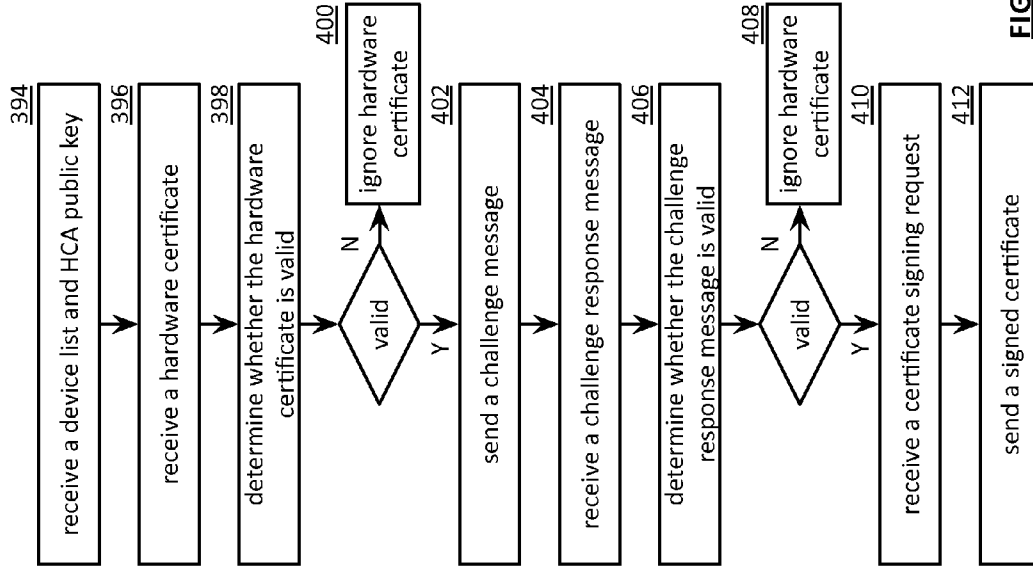 394
receive a device list and HCA public key
396
receive a hardware certificate
398
determine whether the hardware
certificate is valid
valid
N
400
ignore hardware
certificate
Y
402
send a challenge message
404
receive a challenge response message
406
determine whether the challenge
response message is valid
valid
N
408
ignore hardware
certificate
Y
410
receive a certificate signing request
412
send a signed certificate
FIG